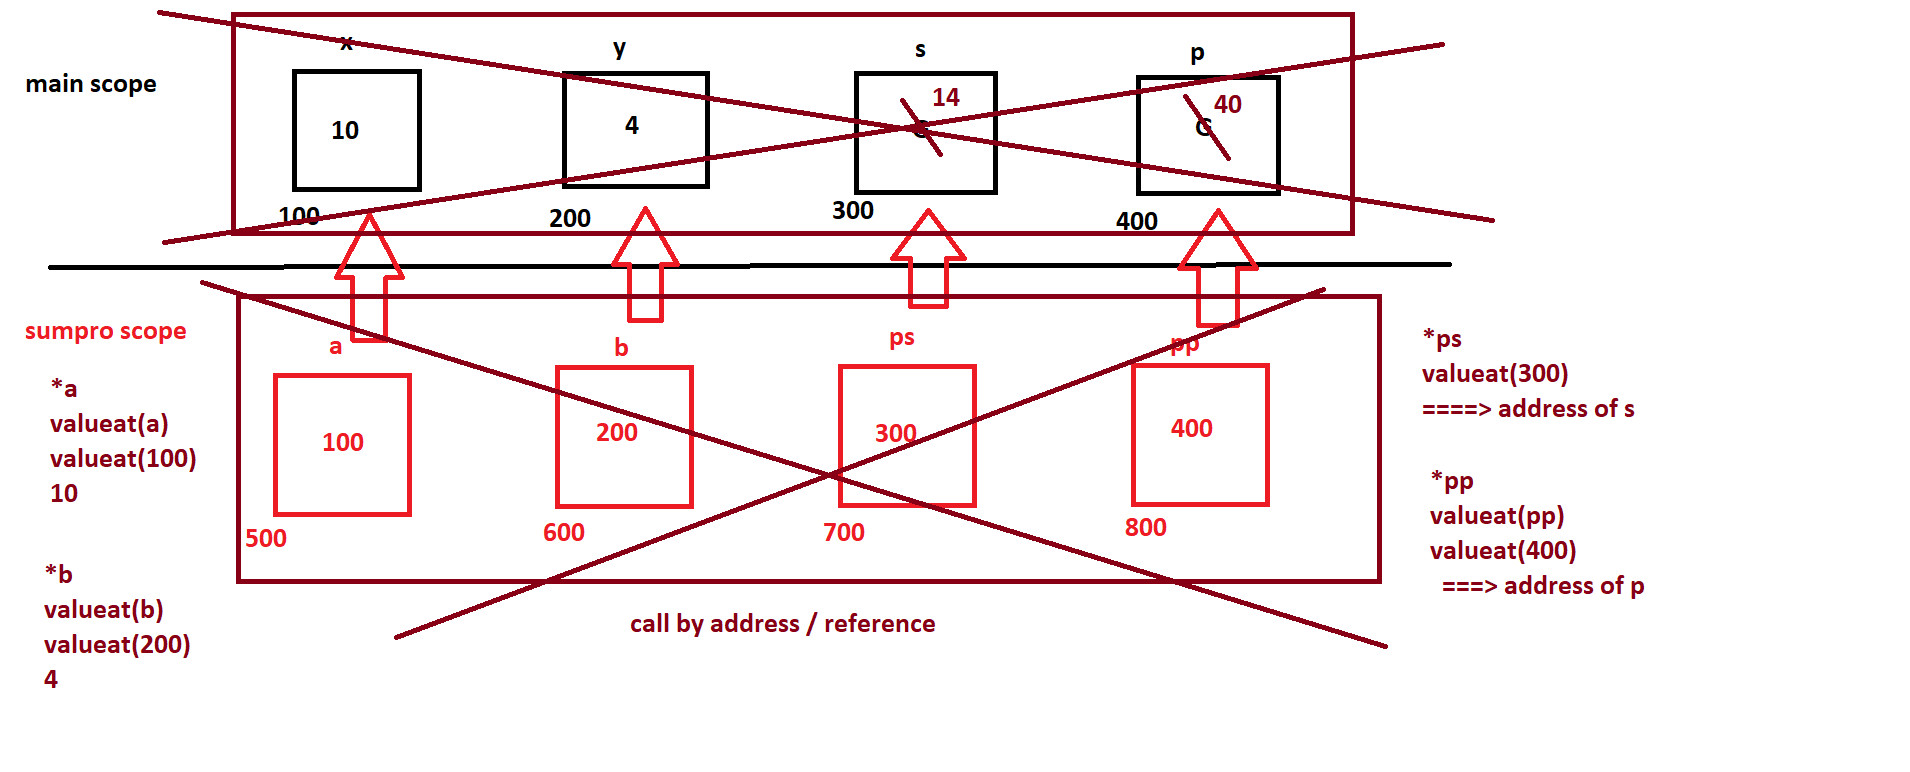 x
y
s
p
main scope
10
4
14
G
40
G
100
200
300
400
sumpro scope
a
b
ps
pp
100
200
300
400
500
600
700
800
*a
valueat(a)
valueat(100)
10
*b
valueat(b)
valueat(200)
4
*ps
valueat(300)
====> address of s
*pp
valueat(pp)
valueat(400)
===> address of p
call by address / reference